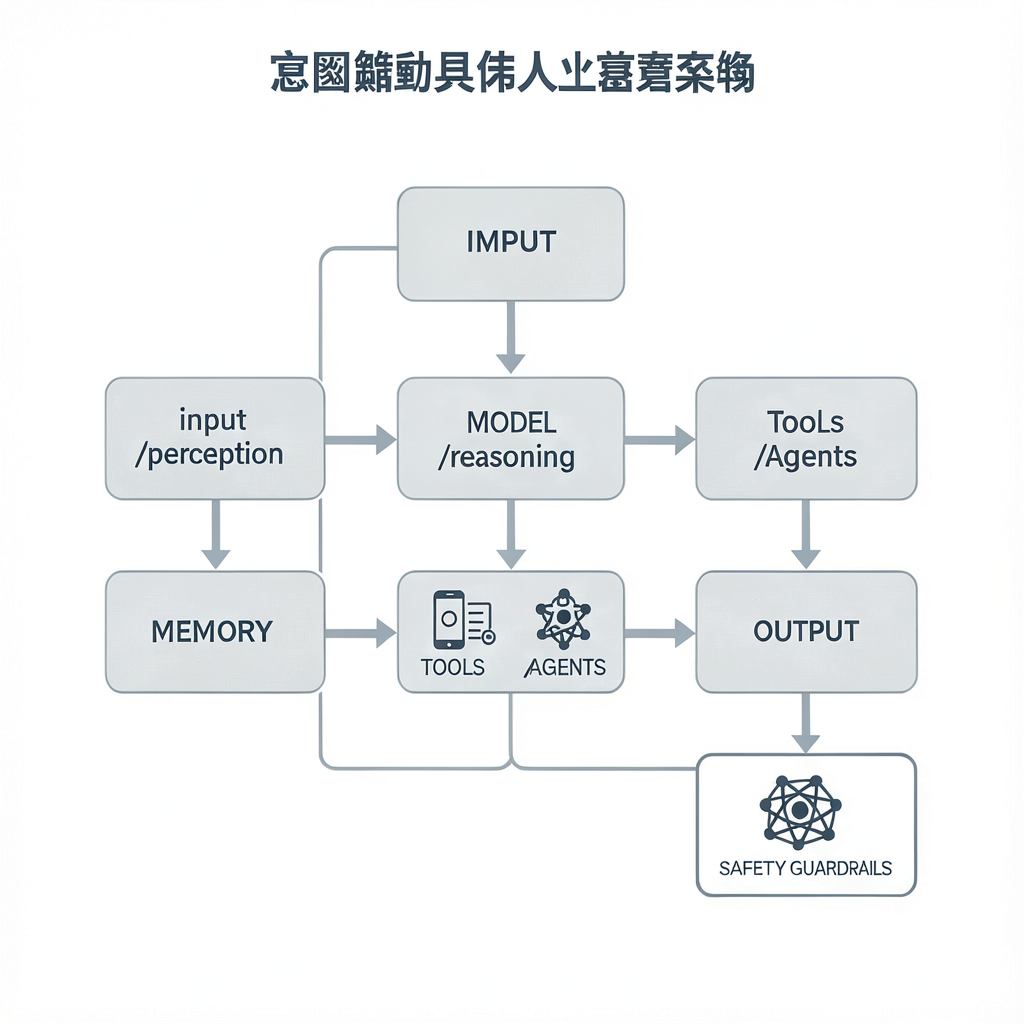 IMPUT
input
/perception
MODEL
/reasoning
TooLs
/Agents
MEMORY
TOOLS
/AGENTS
OUTPUT
SAFETY GUARDRAILS